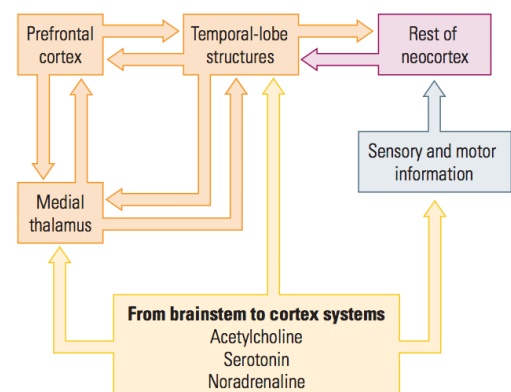 Prefrontal
cortex
Temporal-lobe
structures
Rest of
neocortex
Sensory and motor
information
Medial
thalamus
From brainstem to cortex systems
Acetylcholine
Serotonin
Noradrenaline